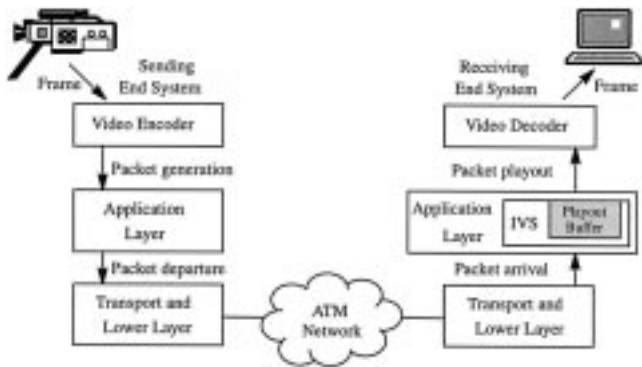 Sending
End System
Frame
Video Encoder
Packet generation
Application
Layer
Packet departure
Transport and
Lower Layer
ATM
Network
Receiving
End System
Frame
Video Decoder
Packet playout
Application
Layer
IVS
Playout
Buffer
Packet arrival
Transport and
Lower Layer